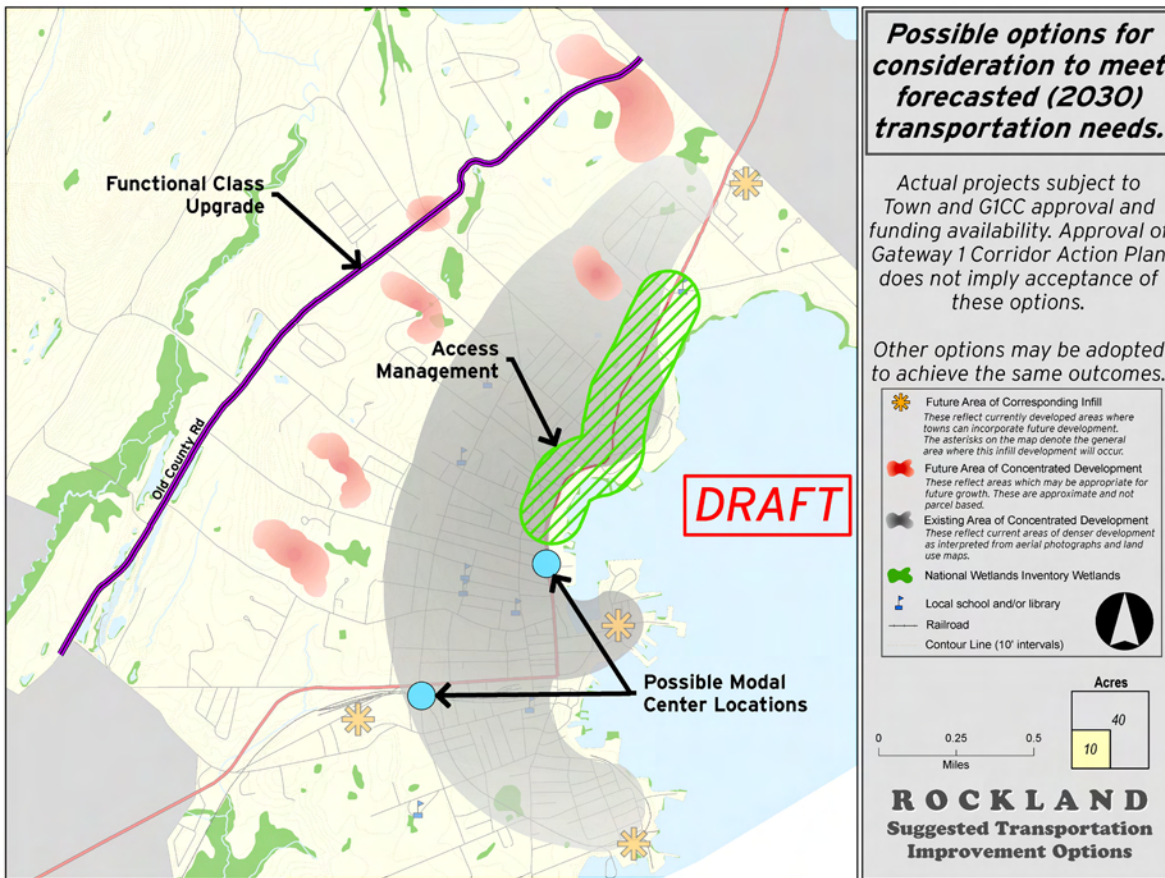 Functional Class
Upgrade
Old County Rd
Access
Management
DRAFT
Possible Modal
Center Locations
Possible options for
consideration to meet
forecasted (2030)
transportation needs.
Actual projects subject to
Town and G1CC approval and
funding availability. Approval of
Gateway 1 Corridor Action Plan
does not imply acceptance of
these options.
Other options may be adopted
to achieve the same outcomes.
Future Area of Corresponding Infill
These reflect currently developed areas where
towns can incorporate future development.
The asterisks on the map denote the general
area where this infill development will occur.
Future Area of Concentrated Development
These reflect areas which may be appropriate for
future growth. These are approximate and not
parcel based.
Existing Area of Concentrated Development
These reflect current areas of denser development
as interpreted from aerial photographs and land
use maps.
National Wetlands Inventory Wetlands
Local school and/or library
Railroad
Contour Line (10' intervals)
Acres
40
10
0 0.25 0.5
Miles
ROCKLAND
Suggested Transportation
Improvement Options